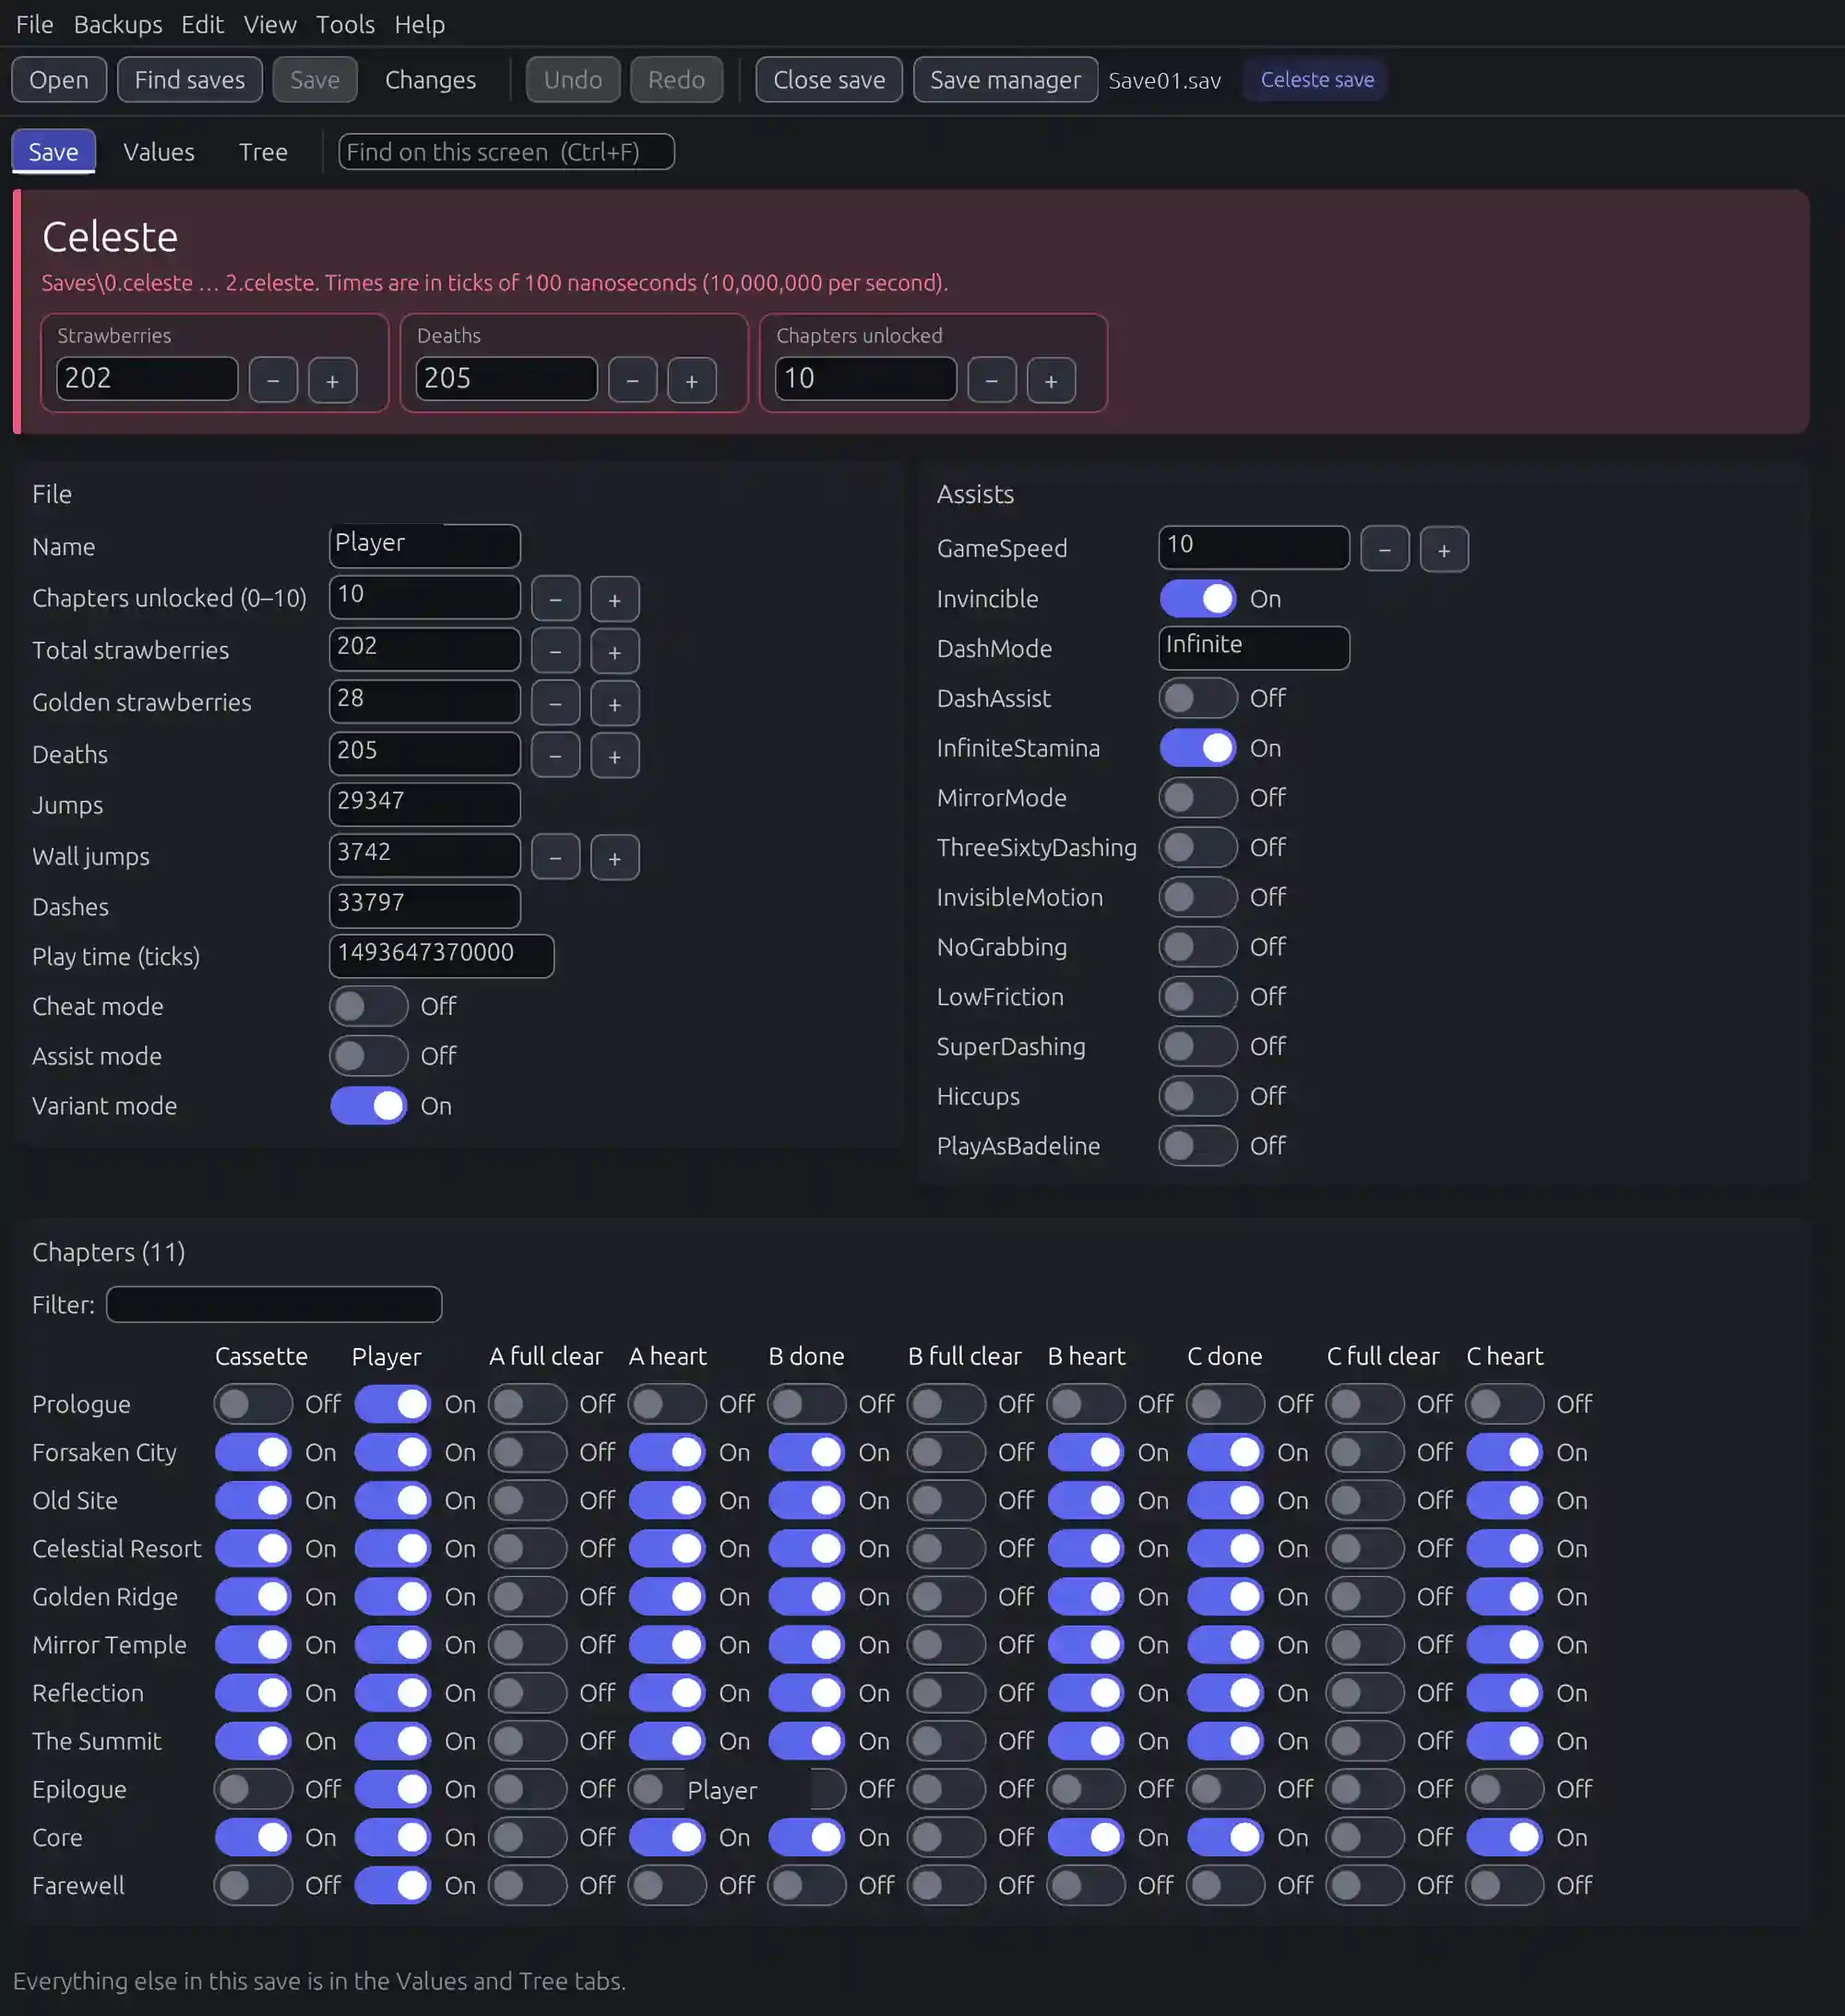 File Backups Edit View Tools Help
Open Find saves Save Changes Undo Redo Close save Save manager Save01.sav Celeste save
Save Values Tree Find on this screen (Ctrl+F)
Celeste
Saves\0.celeste ... 2.celeste. Times are in ticks of 100 nanoseconds (10,000,000 per second).
Strawberries Deaths Chapters unlocked
202 − + 205 − + 10 − +
File
Name Player
Chapters unlocked (0–10) 10 − +
Total strawberries 202 − +
Golden strawberries 28 − +
Deaths 205 − +
Jumps 29347
Wall jumps 3742 − +
Dashes 33797
Play time (ticks) 1493647370000
Cheat mode Off
Assist mode Off
Variant mode On
Assists
GameSpeed 10 − +
Invincible On
DashMode Infinite
DashAssist Off
InfiniteStamina On
MirrorMode Off
ThreeSixtyDashing Off
InvisibleMotion Off
NoGrabbing Off
LowFriction Off
SuperDashing Off
Hiccups Off
PlayAsBadeline Off
Chapters (11)
Filter:
Cassette Player A full clear A heart B done B full clear B heart C done C full clear C heart
Prologue Off On Off Off Off Off Off Off Off Off
Forsaken City On On Off On On Off On On Off On
Old Site On On Off On On Off On On Off On
Celestial Resort On On Off On On Off On On Off On
Golden Ridge On On Off On On Off On On Off On
Mirror Temple On On Off On On Off On On Off On
Reflection On On Off On On Off On On Off On
The Summit On On Off On On Off On On Off On
Epilogue Off On Off Player Off Off Off Off Off Off
Core On On Off On On Off On On Off On
Farewell Off On Off Off Off Off Off Off Off Off
Everything else in this save is in the Values and Tree tabs.